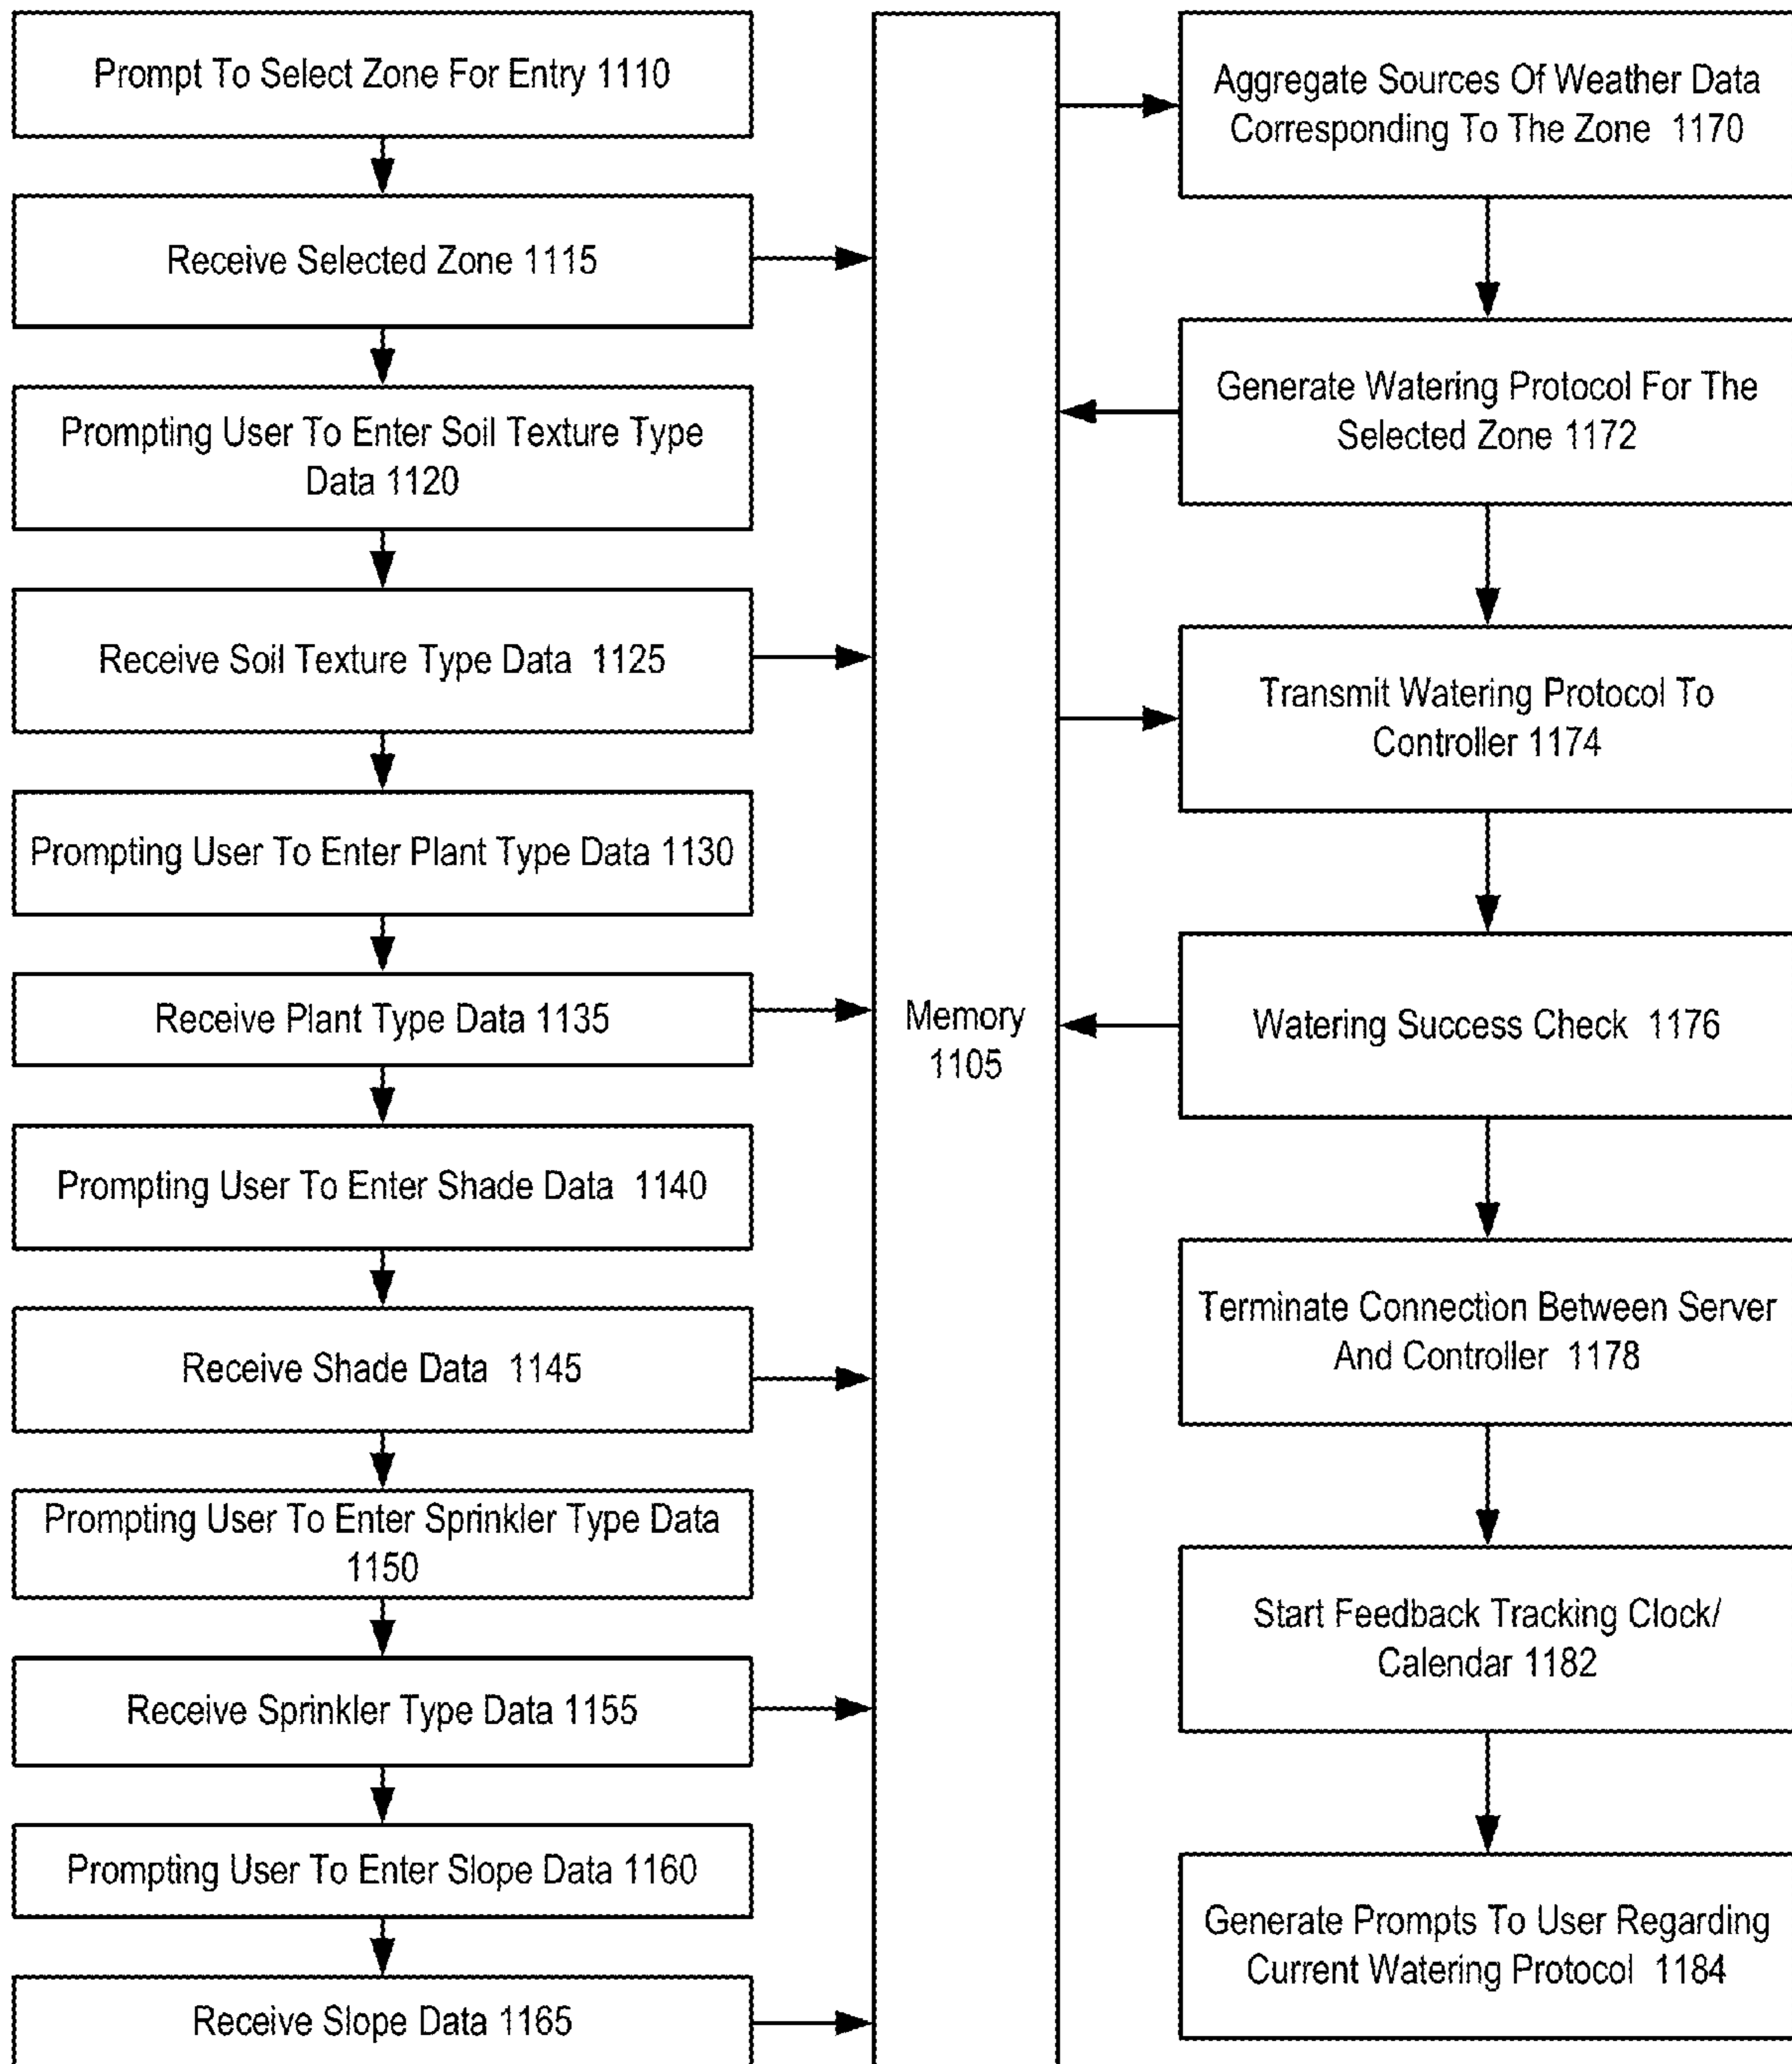 Prompt To Select Zone For Entry 1110
Receive Selected Zone 1115
Prompting User To Enter Soil Texture Type
Data 1120
Receive Soil Texture Type Data 1125
Prompting User To Enter Plant Type Data 1130
Receive Plant Type Data 1135
Prompting User To Enter Shade Data 1140
Receive Shade Data 1145
Prompting User To Enter Sprinkler Type Data
1150
Receive Sprinkler Type Data 1155
Prompting User To Enter Slope Data 1160
Receive Slope Data 1165
Memory
1105
Aggregate Sources Of Weather Data
Corresponding To The Zone 1170
Generate Watering Protocol For The
Selected Zone 1172
Transmit Watering Protocol To
Controller 1174
Watering Success Check 1176
Terminate Connection Between Server
And Controller 1178
Start Feedback Tracking Clock/
Calendar 1182
Generate Prompts To User Regarding
Current Watering Protocol 1184